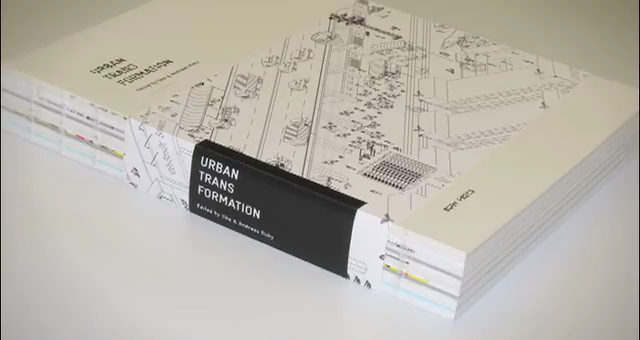 URBAN
TRANS
FORMATION
URBAN
TRANS
FORMATION
Edited by Ilka & Andreas Ruby